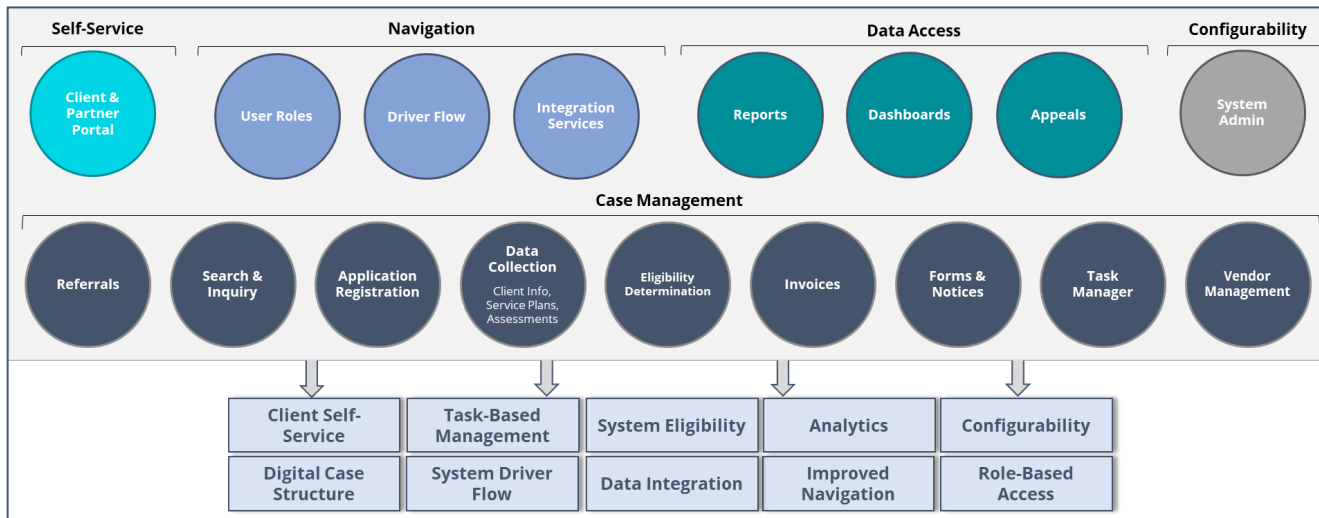 Self-Service
Navigation
Data Access
Configurability
Client &
Partner
Portal
User Roles
Driver Flow
Integration
Services
Reports
Dashboards
Appeals
System
Admin
Case Management
Referrals
Search &
Inquiry
Application
Registration
Data
Collection
Client Info,
Service Plans,
Assessments
Eligibility
Determination
Invoices
Forms &
Notices
Task
Manager
Vendor
Management
Client Self-
Service
Task-Based
Management
System Eligibility
Analytics
Configurability
Digital Case
Structure
System Driver
Flow
Data Integration
Improved
Navigation
Role-Based
Access